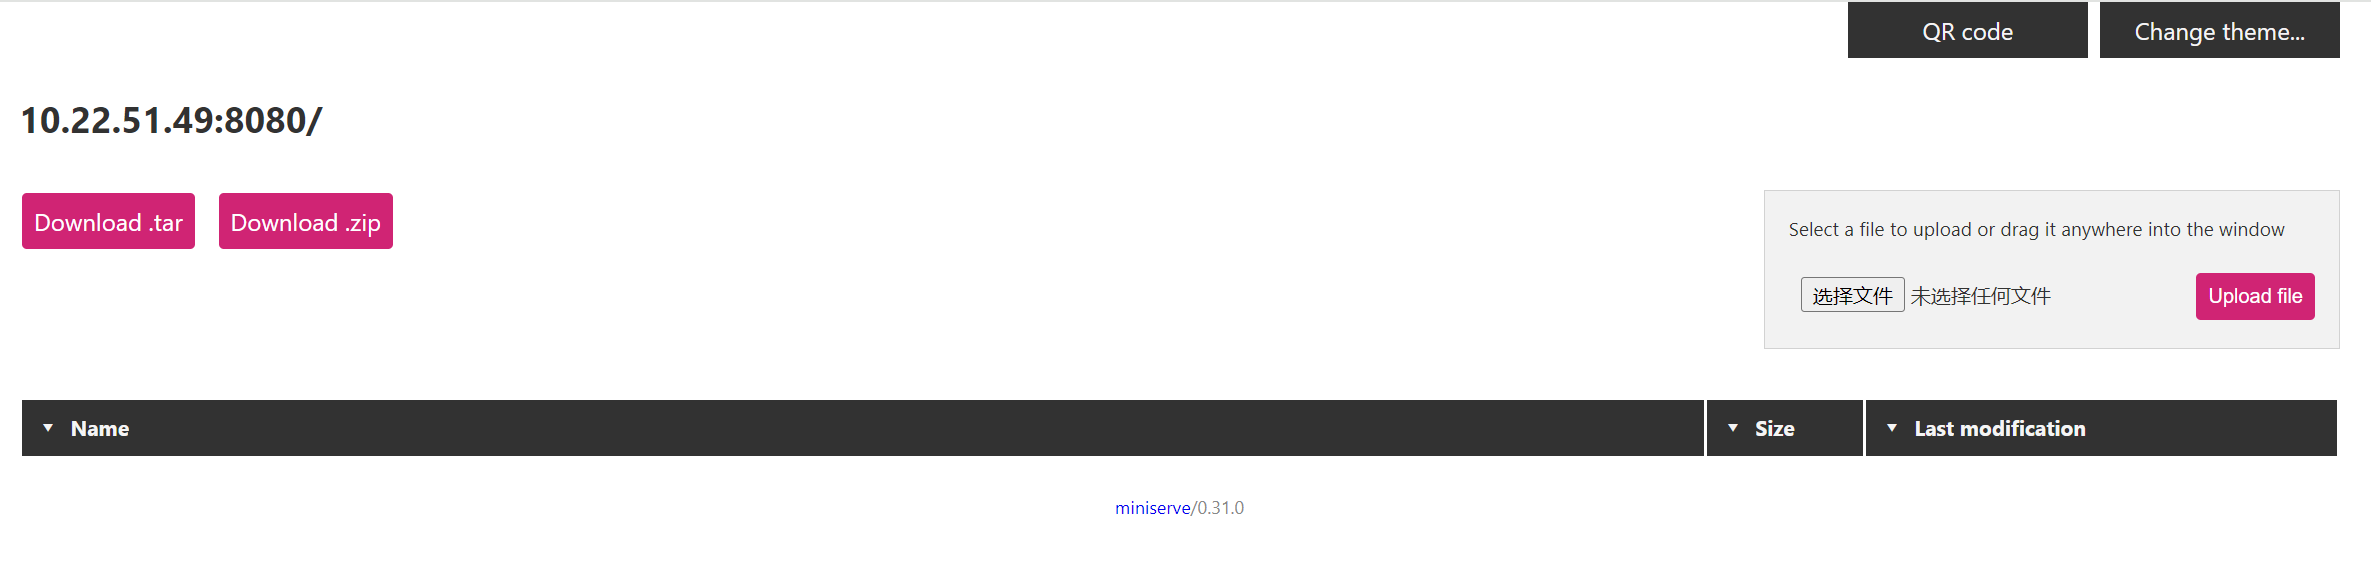 QR code
Change theme...
10.22.51.49:8080/
Download .tar
Download .zip
Select a file to upload or drag it anywhere into the window
选择文件 未选择任何文件
Upload file
Name
Size
Last modification
miniserve/0.31.0